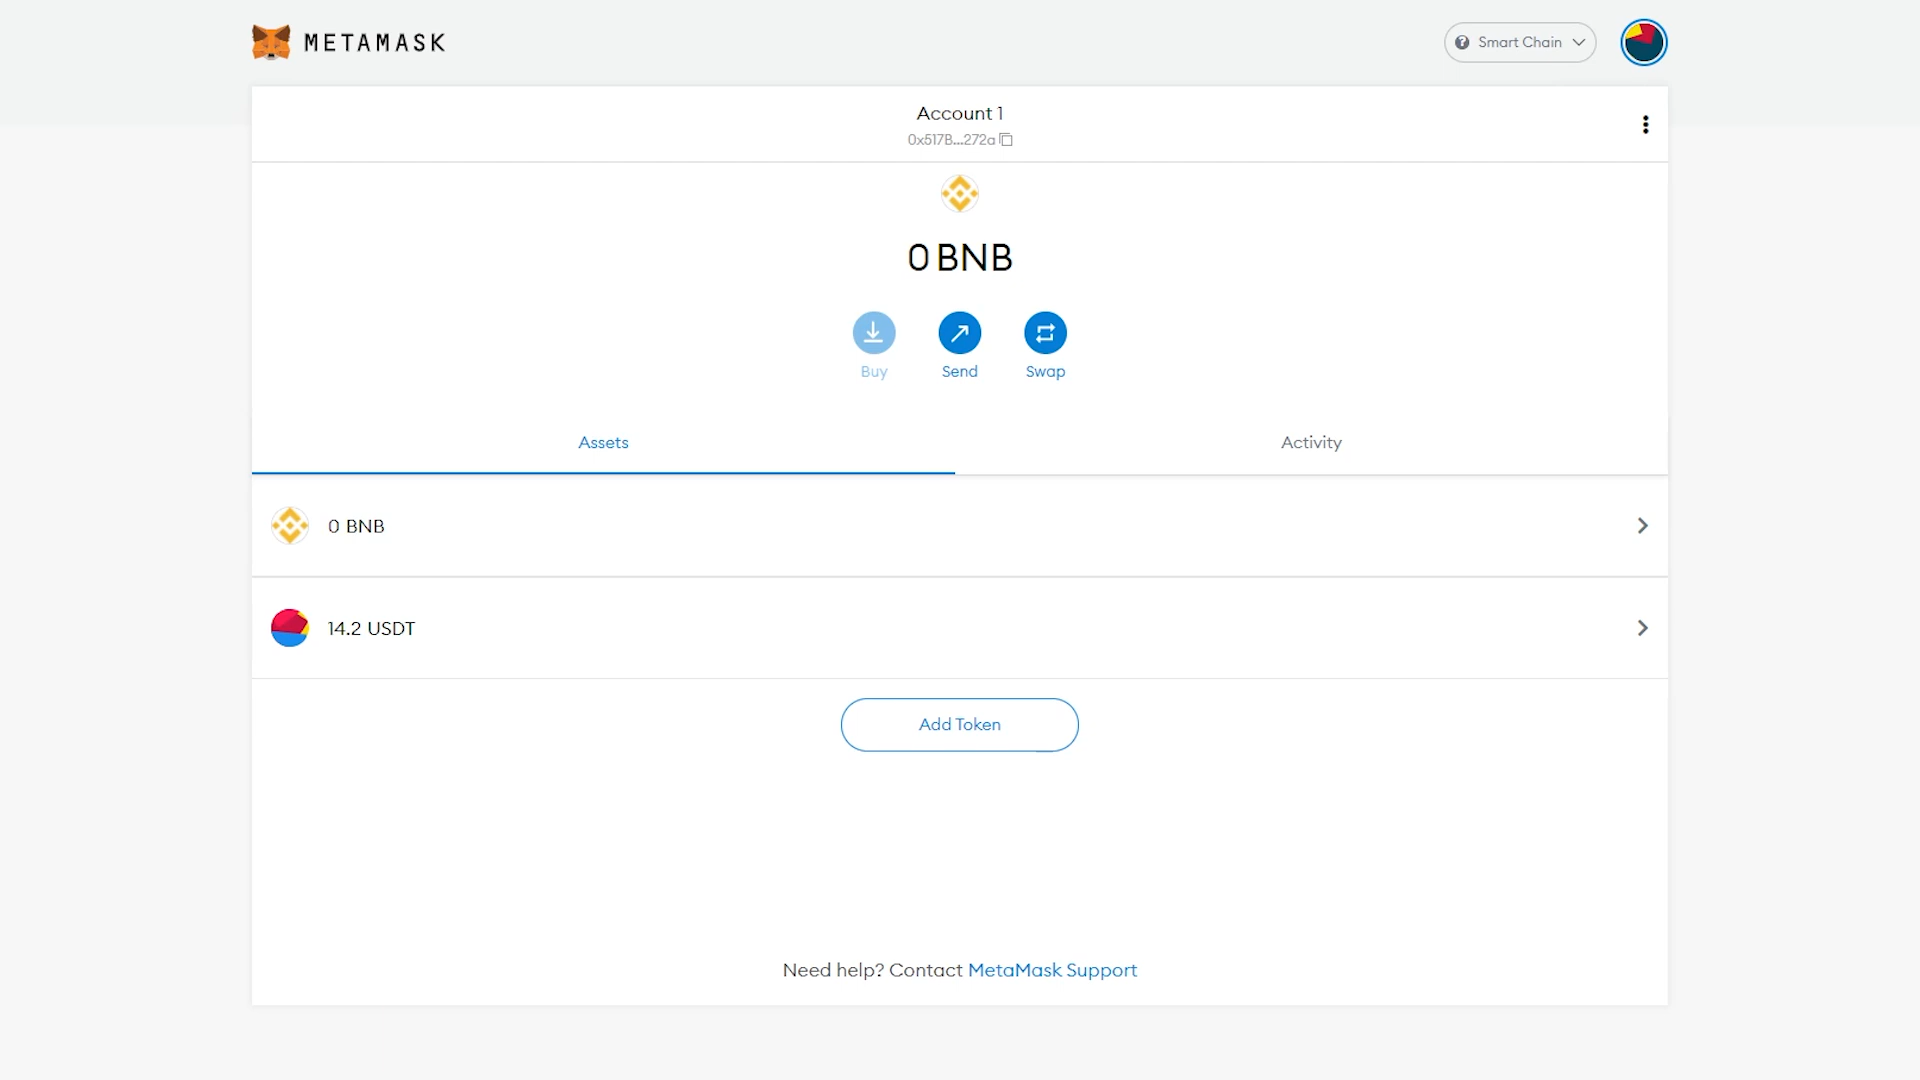 METAMASK
Smart Chain
Account 1
0x517B...272a
0 BNB
Buy
Send
Swap
Assets
Activity
0 BNB
14.2 USDT
Add Token
Need help? Contact MetaMask Support